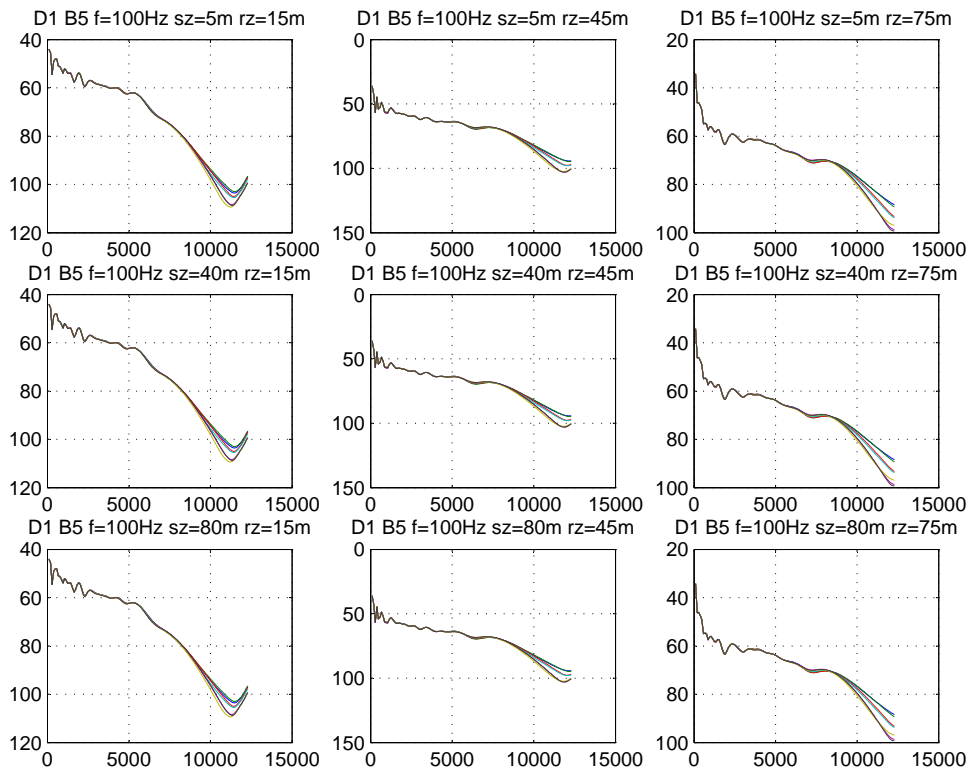 D1 B5 f=100Hz sz=5m rz=15m
40
60
80
100
120
0 5000 10000 15000
D1 B5 f=100Hz sz=5m rz=45m
0
50
100
150
0 5000 10000 15000
D1 B5 f=100Hz sz=5m rz=75m
20
40
60
80
100
0 5000 10000 15000
D1 B5 f=100Hz sz=40m rz=15m
40
60
80
100
120
0 5000 10000 15000
D1 B5 f=100Hz sz=40m rz=45m
0
50
100
150
0 5000 10000 15000
D1 B5 f=100Hz sz=40m rz=75m
20
40
60
80
100
0 5000 10000 15000
D1 B5 f=100Hz sz=80m rz=15m
40
60
80
100
120
0 5000 10000 15000
D1 B5 f=100Hz sz=80m rz=45m
0
50
100
150
0 5000 10000 15000
D1 B5 f=100Hz sz=80m rz=75m
20
40
60
80
100
0 5000 10000 15000